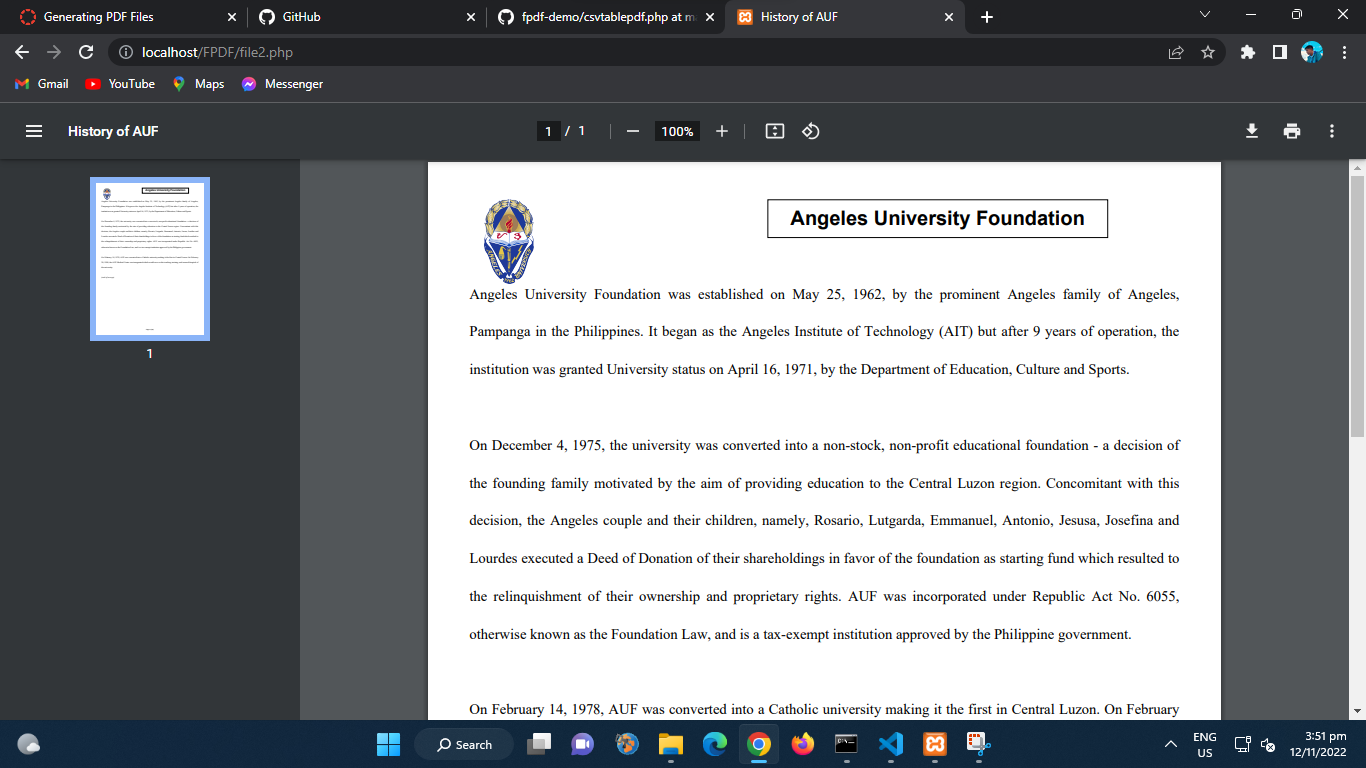 Generating PDF Files
GitHub
fpdf-demo/csvtablepdf.php at ma
History of AUF
localhost/FPDF/file2.php
Gmail
YouTube
Maps
Messenger
History of AUF
1 / 1
100%
Angeles University Foundation
Angeles University Foundation was established on May 25, 1962, by the prominent Angeles family of Angeles,
Pampanga in the Philippines. It began as the Angeles Institute of Technology (AIT) but after 9 years of operation, the
institution was granted University status on April 16, 1971, by the Department of Education, Culture and Sports.
On December 4, 1975, the university was converted into a non-stock, non-profit educational foundation - a decision of
the founding family motivated by the aim of providing education to the Central Luzon region. Concomitant with this
decision, the Angeles couple and their children, namely, Rosario, Lutgarda, Emmanuel, Antonio, Jesusa, Josefina and
Lourdes executed a Deed of Donation of their shareholdings in favor of the foundation as starting fund which resulted to
the relinquishment of their ownership and proprietary rights. AUF was incorporated under Republic Act No. 6055,
otherwise known as the Foundation Law, and is a tax-exempt institution approved by the Philippine government.
On February 14, 1978, AUF was converted into a Catholic university making it the first in Central Luzon. On February
1
Search
ENG
US
3:51 pm
12/11/2022